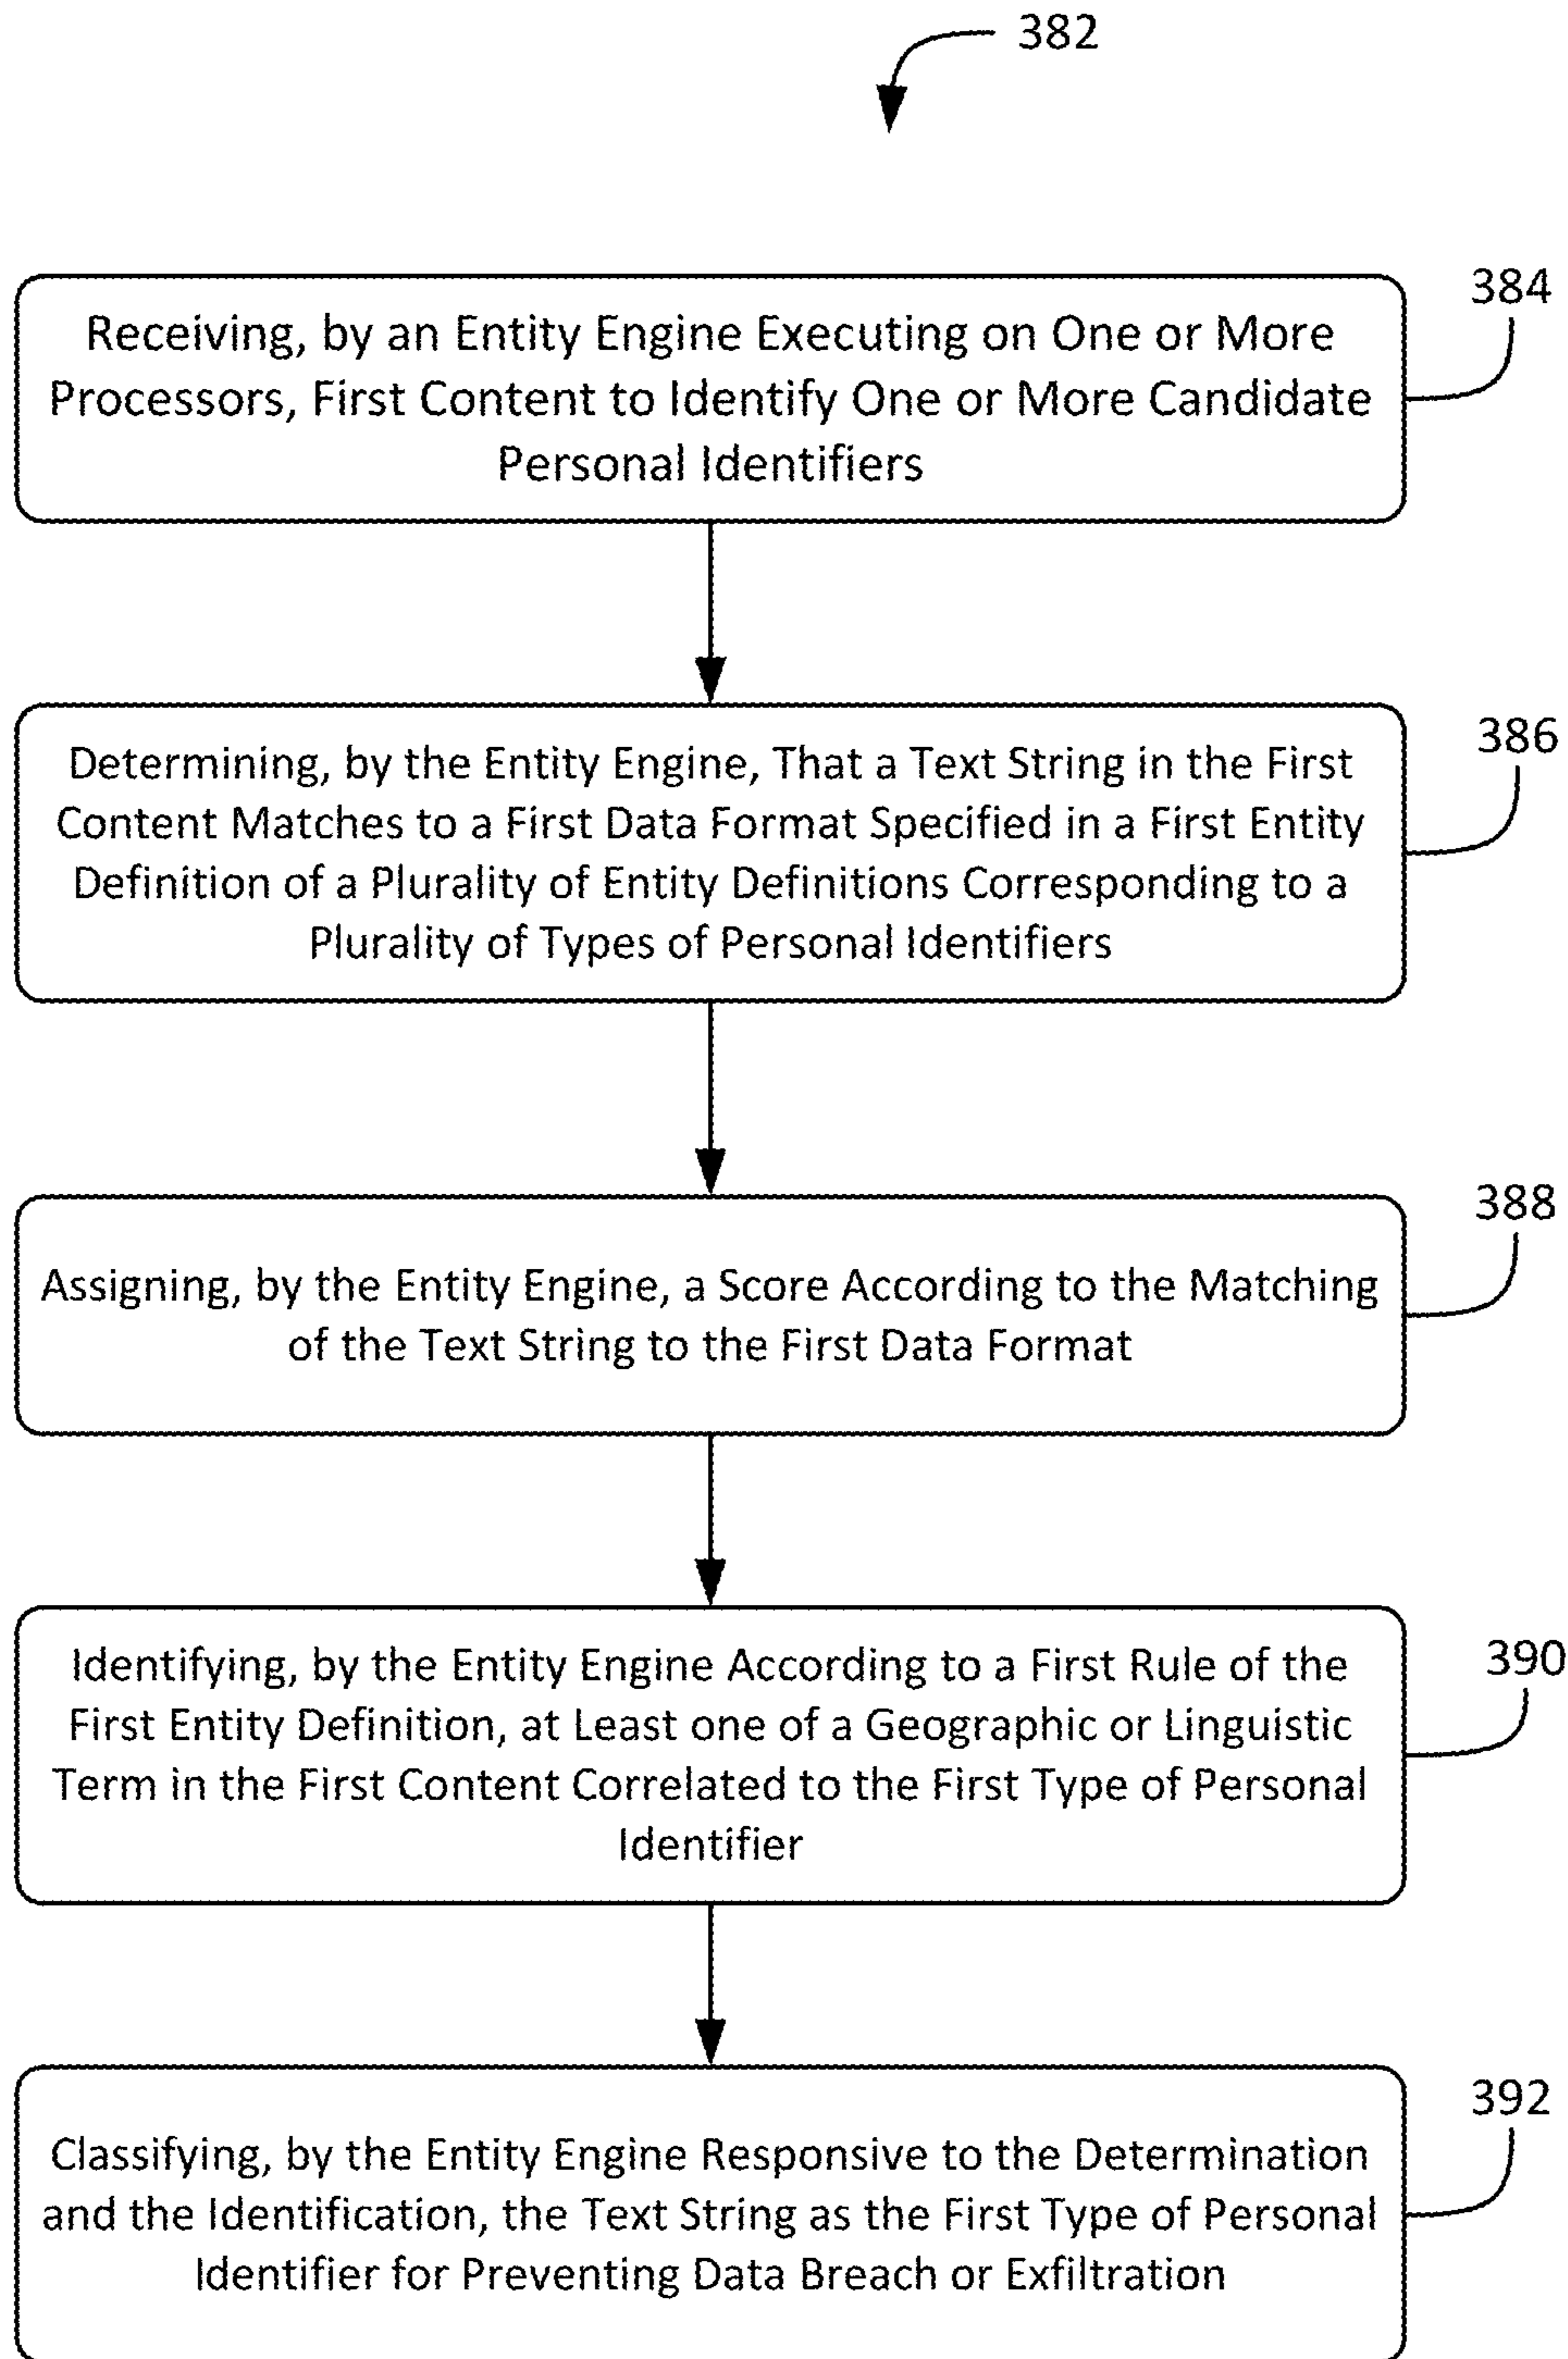 382
384
Receiving, by an Entity Engine Executing on One or More
Processors, First Content to Identify One or More Candidate
Personal Identifiers
386
Determining, by the Entity Engine, That a Text String in the First
Content Matches to a First Data Format Specified in a First Entity
Definition of a Plurality of Entity Definitions Corresponding to a
Plurality of Types of Personal Identifiers
388
Assigning, by the Entity Engine, a Score According to the Matching
of the Text String to the First Data Format
390
Identifying, by the Entity Engine According to a First Rule of the
First Entity Definition, at Least one of a Geographic or Linguistic
Term in the First Content Correlated to the First Type of Personal
Identifier
392
Classifying, by the Entity Engine Responsive to the Determination
and the Identification, the Text String as the First Type of Personal
Identifier for Preventing Data Breach or Exfiltration